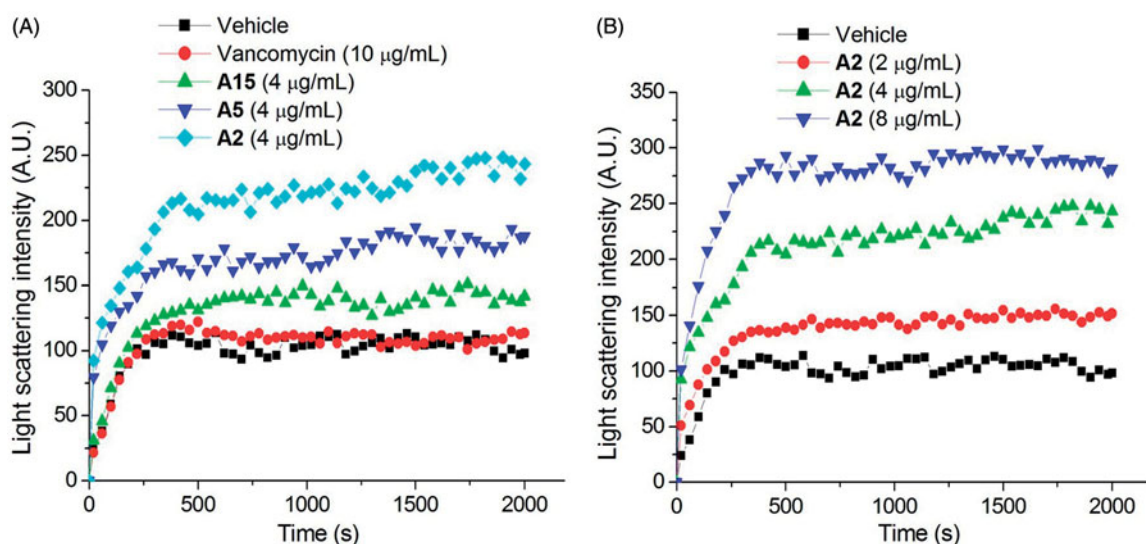 (A)
Vehicle
Vancomycin (10 μg/mL)
A15 (4 μg/mL)
A5 (4 μg/mL)
A2 (4 μg/mL)
Light scattering intensity (A.U.)
300
250
200
150
100
50
0
0 500 1000 1500 2000
Time (s)
(B)
Vehicle
A2 (2 μg/mL)
A2 (4 μg/mL)
A2 (8 μg/mL)
Light scattering intensity (A.U.)
350
300
250
200
150
100
50
0
0 500 1000 1500 2000
Time (s)